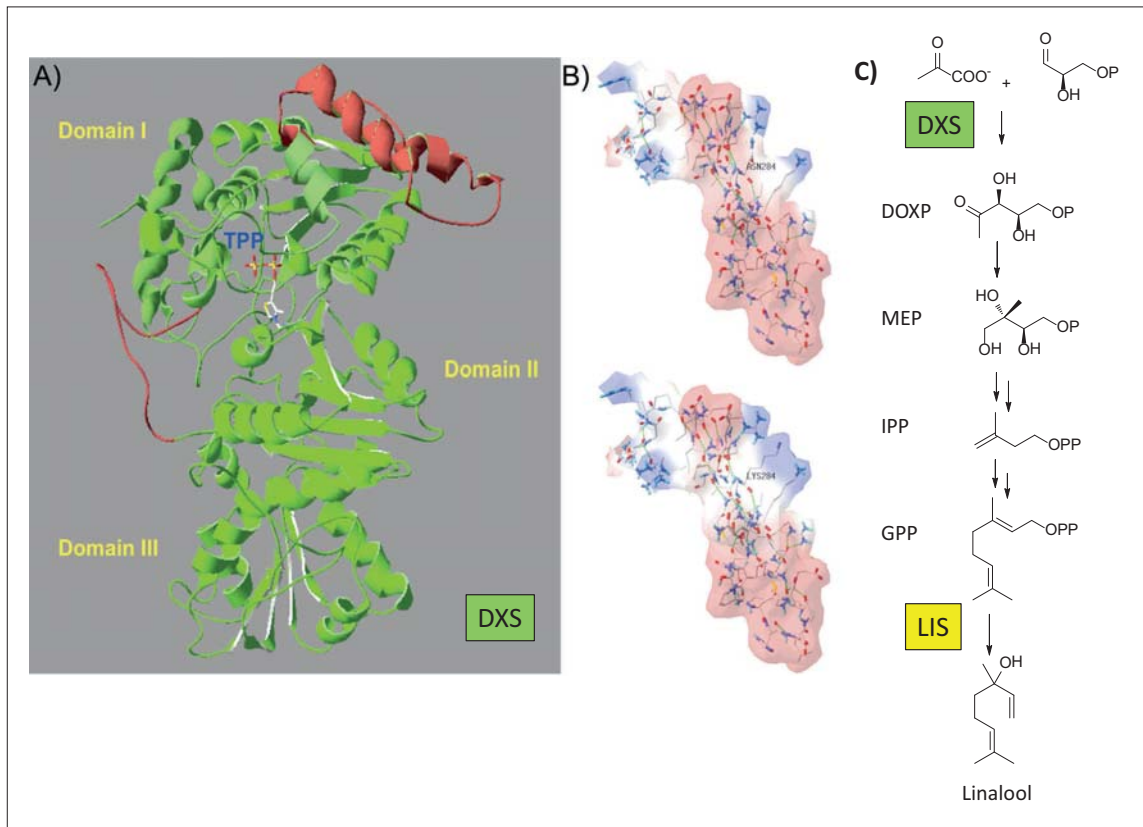 A)
Domain I
TPP
Domain II
Domain III
DXS
B)
ASN284
LYS284
C)
O
COO⁻
+
O
OP
OH
DXS
DOXP
OH
O
OP
OH
MEP
HO
OP
OH OH
IPP
OPP
GPP
OPP
LIS
OH
Linalool